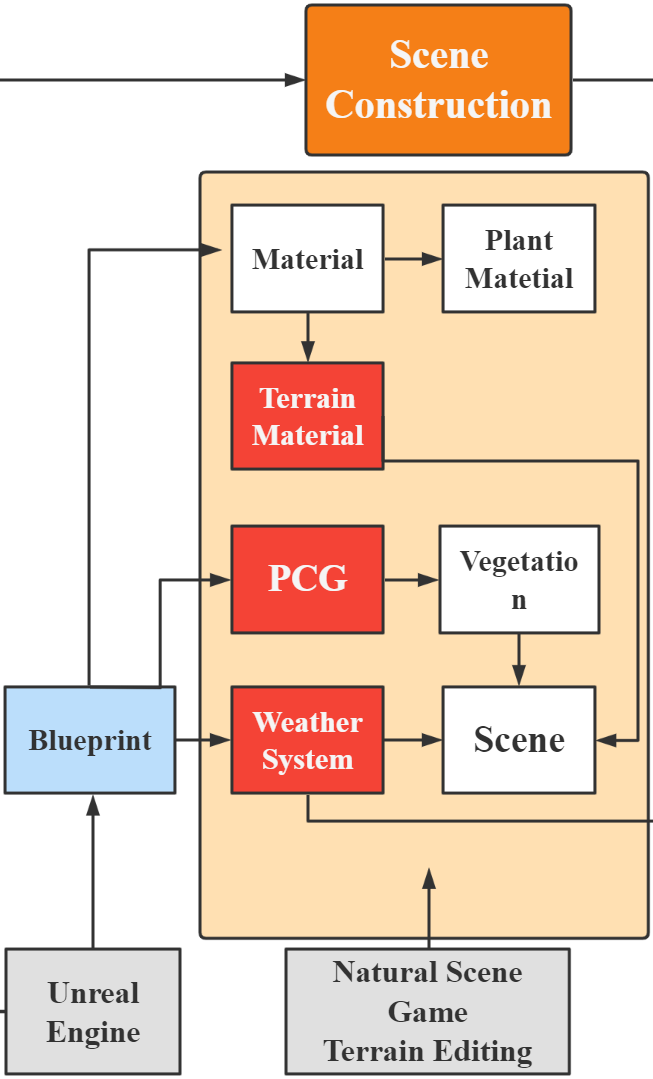 Scene
Construction
Material
Plant
Matetial
Terrain
Material
PCG
Vegetatio
n
Blueprint
Weather
System
Scene
Unreal
Engine
Natural Scene
Game
Terrain Editing